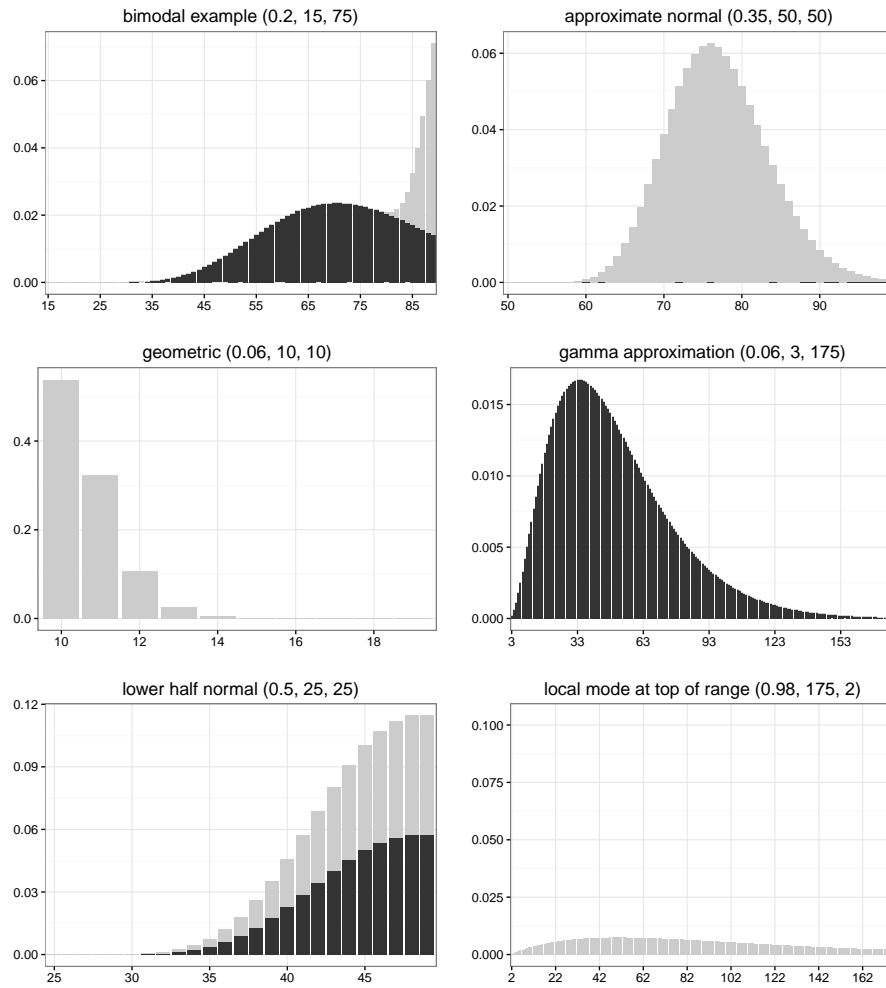 bimodal example (0.2, 15, 75)
0.06
0.04
0.02
0.00
15 25 35 45 55 65 75 85
approximate normal (0.35, 50, 50)
0.06
0.04
0.02
0.00
50 60 70 80 90
geometric (0.06, 10, 10)
0.4
0.2
0.0
10 12 14 16 18
gamma approximation (0.06, 3, 175)
0.015
0.010
0.005
0.000
3 33 63 93 123 153
lower half normal (0.5, 25, 25)
0.12
0.09
0.06
0.03
0.00
25 30 35 40 45
local mode at top of range (0.98, 175, 2)
0.100
0.075
0.050
0.025
0.000
2 22 42 62 82 102 122 142 162